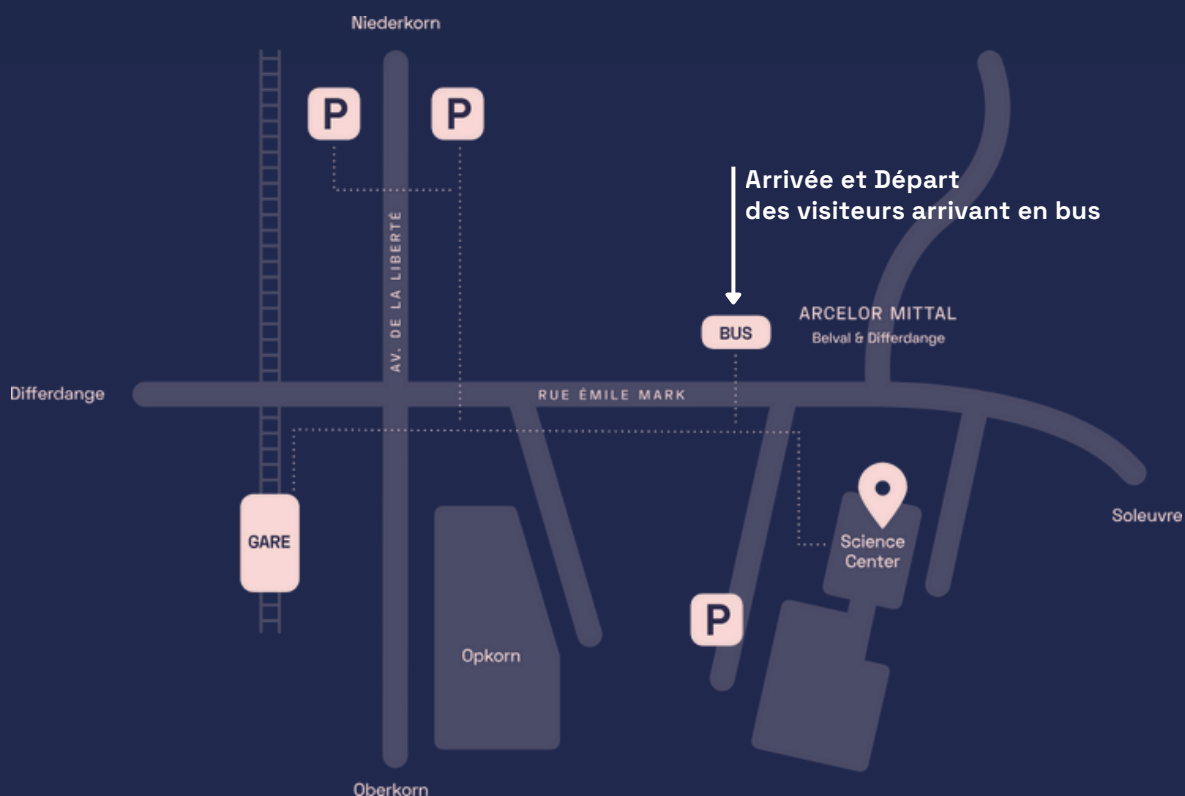 Niederkorn
P
P
Arrivée et Départ
des visiteurs arrivant en bus
AV. DE LA LIBERTÉ
ARCELOR MITTAL
Belval & Differdange
BUS
Differdange
RUE ÉMILE MARK
Soleuvre
GARE
Science
Center
P
Opkorn
Oberkorn